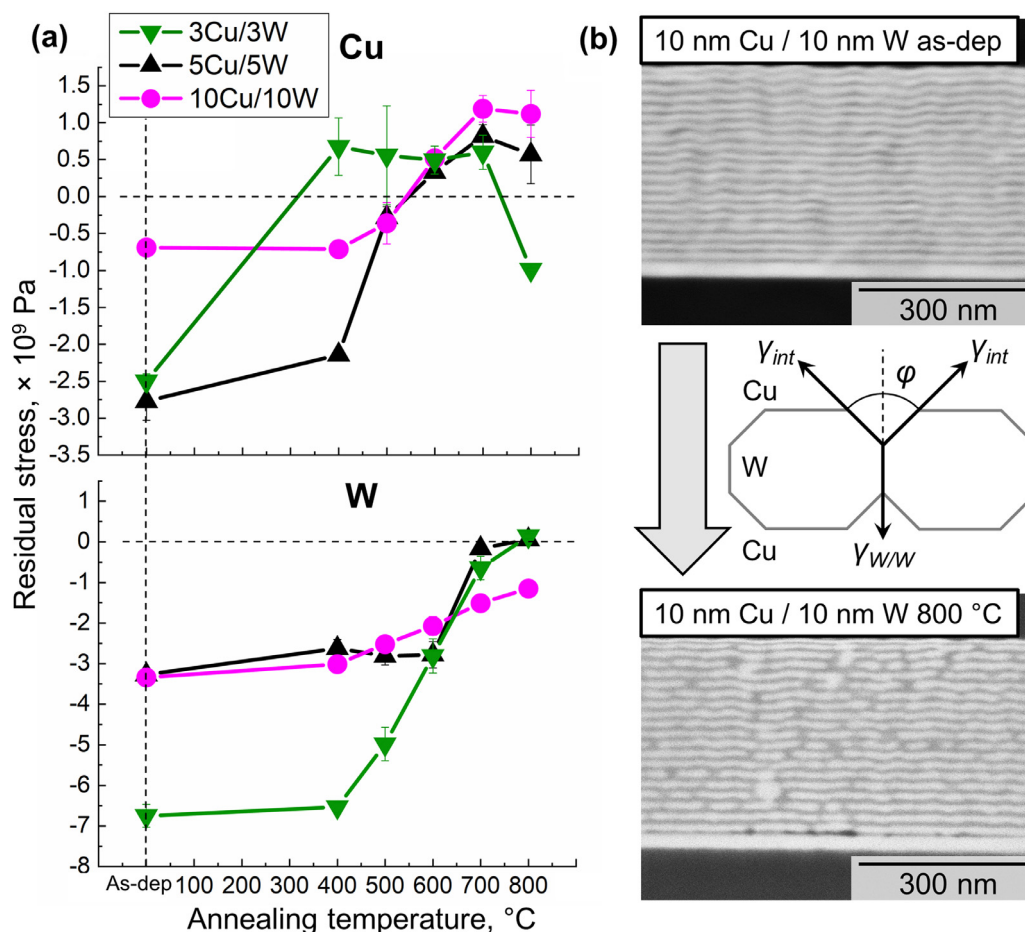 (a)
3Cu/3W
5Cu/5W
10Cu/10W
Cu
1.5
1.0
0.5
0.0
-0.5
-1.0
-1.5
-2.0
-2.5
-3.0
-3.5
W
1
0
-1
-2
-3
-4
-5
-6
-7
-8
Residual stress, × 10⁹ Pa
As-dep 100 200 300 400 500 600 700 800
Annealing temperature, °C
(b)
10 nm Cu / 10 nm W as-dep
300 nm
γint γint
φ
Cu
W
Cu
γW/W
10 nm Cu / 10 nm W 800 °C
300 nm